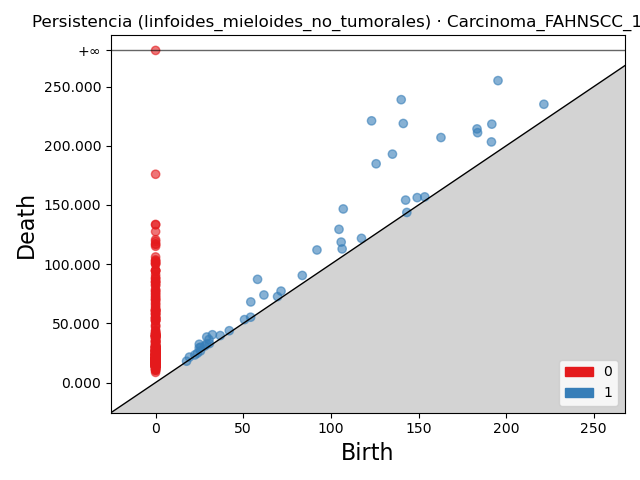 Persistencia (linfoides_mieloides_no_tumorales) · Carcinoma_FAHNSCC_1
+∞
250.000
200.000
150.000
100.000
50.000
0.000
Death
0
1
0 50 100 150 200 250
Birth